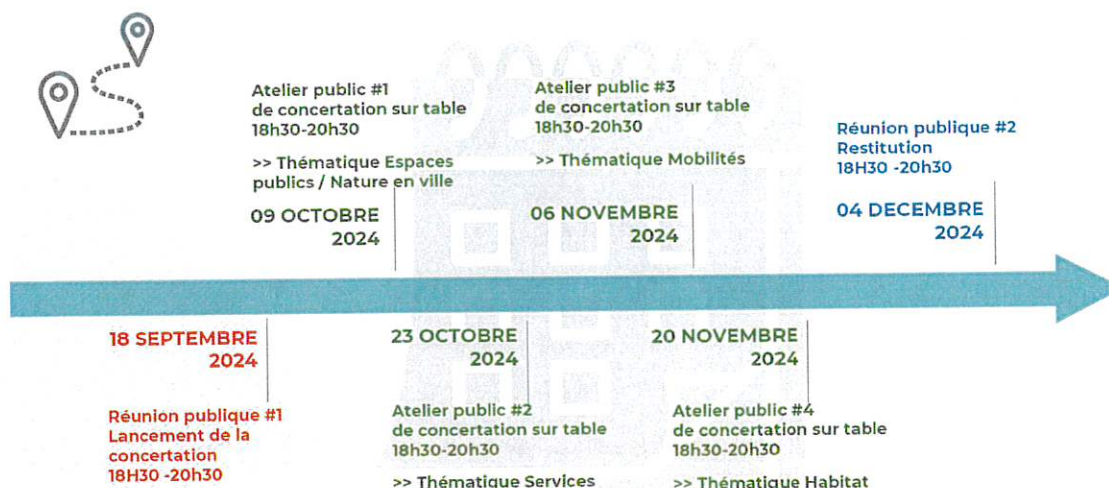 Atelier public #1
de concertation sur table
18h30-20h30
>> Thématique Espaces
publics / Nature en ville
09 OCTOBRE
2024
Atelier public #3
de concertation sur table
18h30-20h30
>> Thématique Mobilités
06 NOVEMBRE
2024
Réunion publique #2
Restitution
18H30 -20h30
04 DECEMBRE
2024
18 SEPTEMBRE
2024
Réunion publique #1
Lancement de la
concertation
18H30 -20h30
23 OCTOBRE
2024
Atelier public #2
de concertation sur table
18h30-20h30
>> Thématique Services
20 NOVEMBRE
2024
Atelier public #4
de concertation sur table
18h30-20h30
>> Thématique Habitat